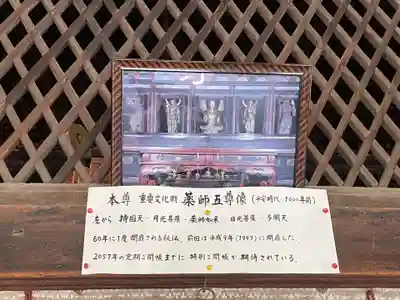 本尊 重要文化財 薬師五尊像 (平安時代・1000年前)
左から 持国天・月光菩薩・薬師如来 日光菩薩・多聞天
60年に1度 開扉される秘仏 前回は平成9年(1997)に開扉した
2057年の定期ご開帳までに 特別ご開帳が期待されている。